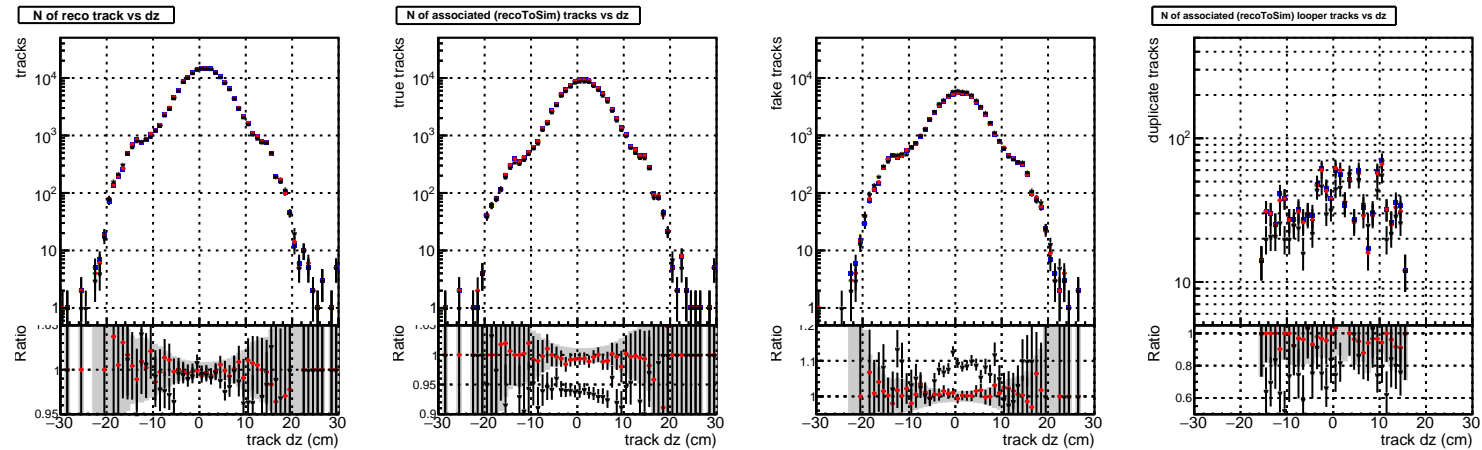 N of reco track vs dz
tracks
10⁴
10³
10²
10
1
1.05
Ratio
1
0.95
−30 −20 −10 0 10 20 30
track dz (cm)
N of associated (recoToSim) tracks vs dz
true tracks
10⁴
10³
10²
10
1
1.05
Ratio
1
0.95
0.9
−30 −20 −10 0 10 20 30
track dz (cm)
fake tracks
10⁴
10³
10²
10
1
1.2
Ratio
1.1
1
−30 −20 −10 0 10 20 30
track dz (cm)
N of associated (recoToSim) looper tracks vs dz
duplicate tracks
10²
10
Ratio
1
0.8
0.6
−30 −20 −10 0 10 20 30
track dz (cm)